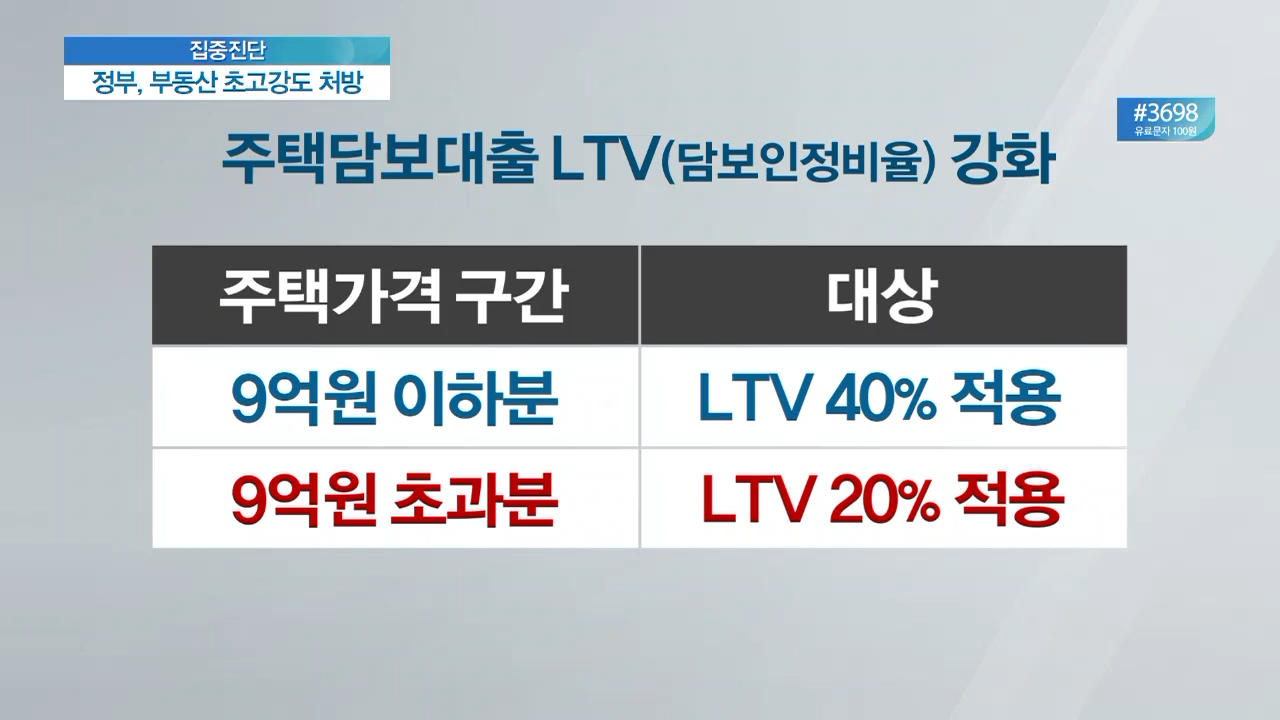 집중진단
정부, 부동산 초고강도 처방
#3698
유료문자 100원
주택담보대출 LTV(담보인정비율) 강화
주택가격 구간 대상
9억원 이하분 LTV 40% 적용
9억원 초과분 LTV 20% 적용